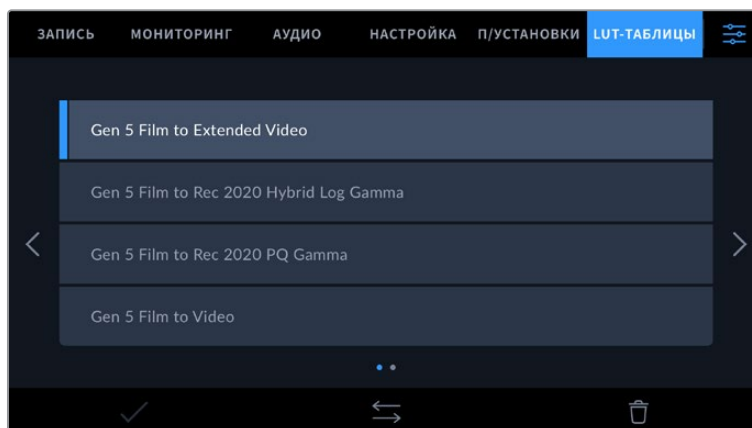 ЗАПИСЬ МОНИТОРИНГ АУДИО НАСТРОЙКА П/УСТАНОВКИ LUT-ТАБЛИЦЫ
Gen 5 Film to Extended Video
Gen 5 Film to Rec 2020 Hybrid Log Gamma
Gen 5 Film to Rec 2020 PQ Gamma
Gen 5 Film to Video